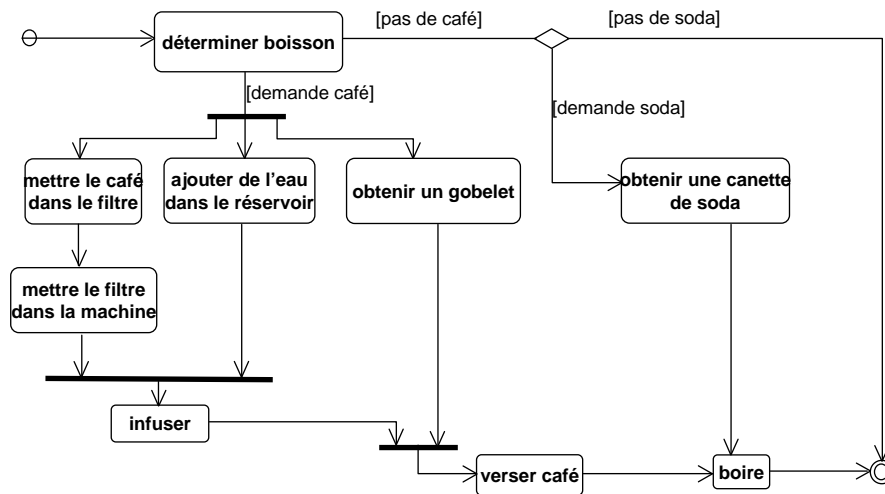 [pas de café]
[pas de soda]
déterminer boisson
[demande café]
[demande soda]
mettre le café
dans le filtre
ajouter de l'eau
dans le réservoir
obtenir un gobelet
obtenir une canette
de soda
mettre le filtre
dans la machine
infuser
verser café
boire